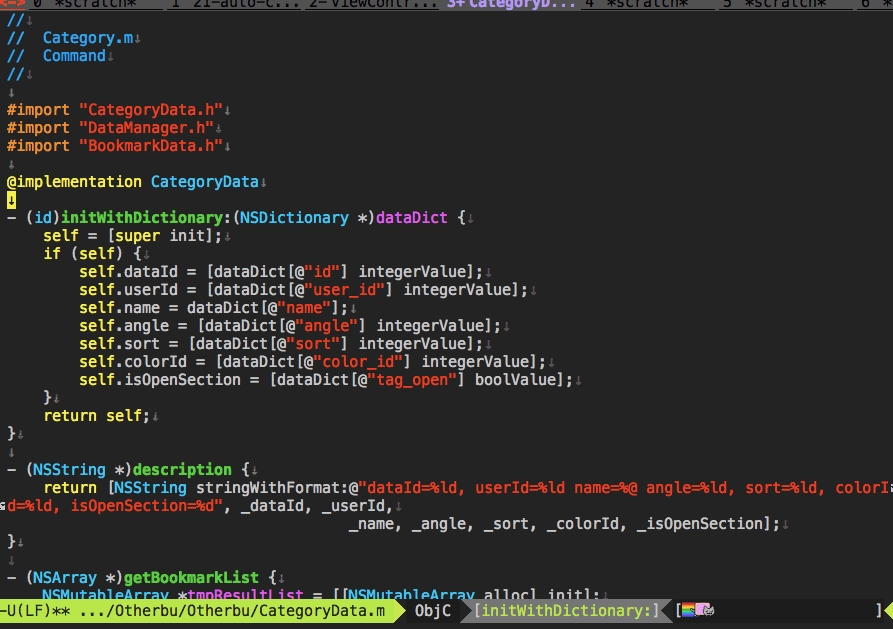 0 *scratch* 1 21-auto-c... 2- ViewContr... 3+ CategoryD... 4 *scratch* 5 *scratch* 6
//↓
//  Category.m↓
//  Command↓
//↓
↓
#import "CategoryData.h"↓
#import "DataManager.h"↓
#import "BookmarkData.h"↓
↓
@implementation CategoryData↓
↓
- (id)initWithDictionary:(NSDictionary *)dataDict {↓
    self = [super init];↓
    if (self) {↓
        self.dataId = [dataDict[@"id"] integerValue];↓
        self.userId = [dataDict[@"user_id"] integerValue];↓
        self.name = dataDict[@"name"];↓
        self.angle = [dataDict[@"angle"] integerValue];↓
        self.sort = [dataDict[@"sort"] integerValue];↓
        self.colorId = [dataDict[@"color_id"] integerValue];↓
        self.isOpenSection = [dataDict[@"tag_open"] boolValue];↓
    }↓
    return self;↓
}↓
↓
- (NSString *)description {↓
    return [NSString stringWithFormat:@"dataId=%ld, userId=%ld name=%@ angle=%ld, sort=%ld, colorI
d=%ld, isOpenSection=%d", _dataId, _userId,↓
                                      _name, _angle, _sort, _colorId, _isOpenSection];↓
}↓
↓
- (NSArray *)getBookmarkList {↓
    NSMutableArray *tmpResultList = [[NSMutableArray alloc] init];↓
-U(LF)** .../Otherbu/Otherbu/CategoryData.m ObjC [initWithDictionary:] [ ]